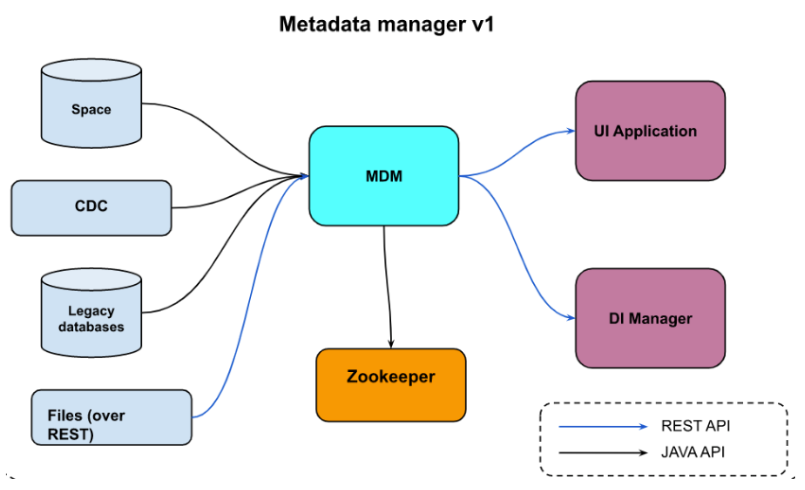 Metadata manager v1
Space
UI Application
MDM
CDC
Legacy
databases
DI Manager
Zookeeper
Files (over
REST)
REST API
JAVA API